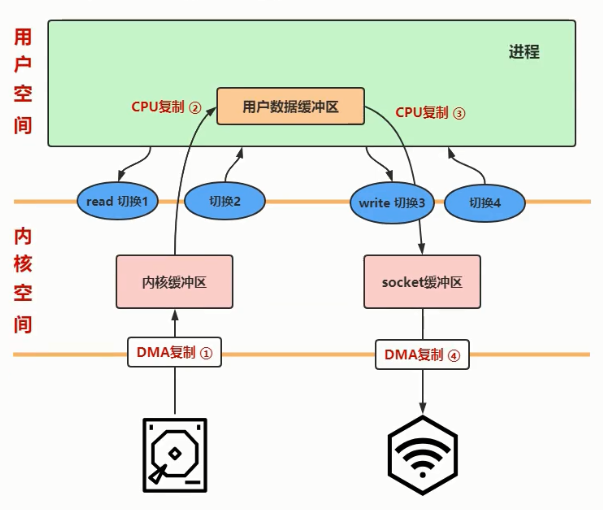 用户空间
进程
CPU复制 ②
用户数据缓冲区
CPU复制 ③
read 切换1
切换2
write 切换3
切换4
内核空间
内核缓冲区
socket缓冲区
DMA复制 ①
DMA复制 ④